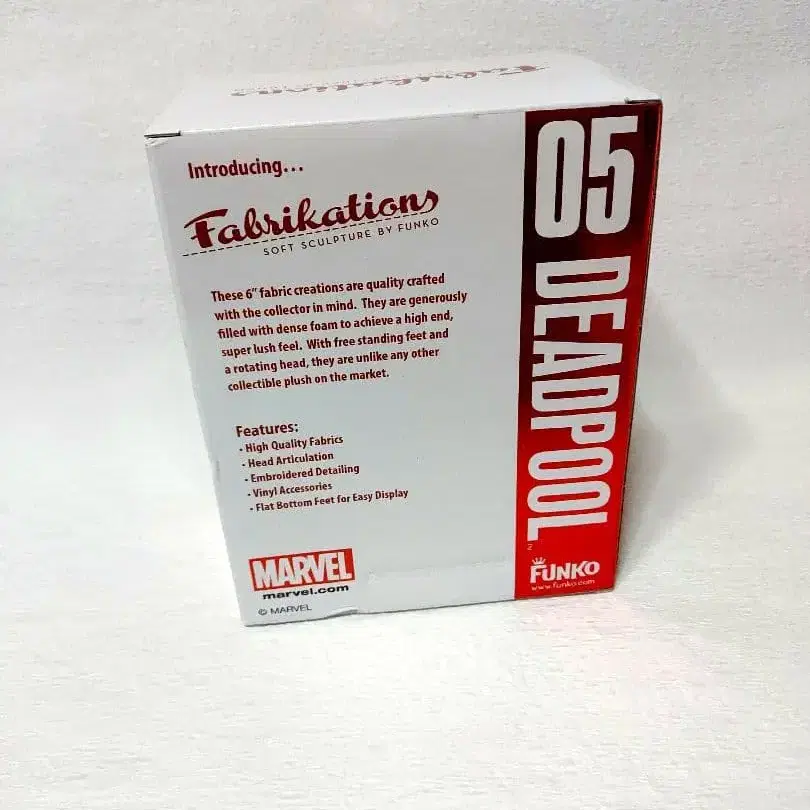 Fabrikations
Introducing...
Fabrikations
SOFT SCULPTURE BY FUNKO
These 6" fabric creations are quality crafted
with the collector in mind. They are generously
filled with dense foam to achieve a high end,
super lush feel. With free standing feet and
a rotating head, they are unlike any other
collectible plush on the market.
Features:
• High Quality Fabrics
• Head Articulation
• Embroidered Detailing
• Vinyl Accessories
• Flat Bottom Feet for Easy Display
MARVEL
marvel.com
© MARVEL
05 DEADPOOL
2
FUNKO
www.funko.com